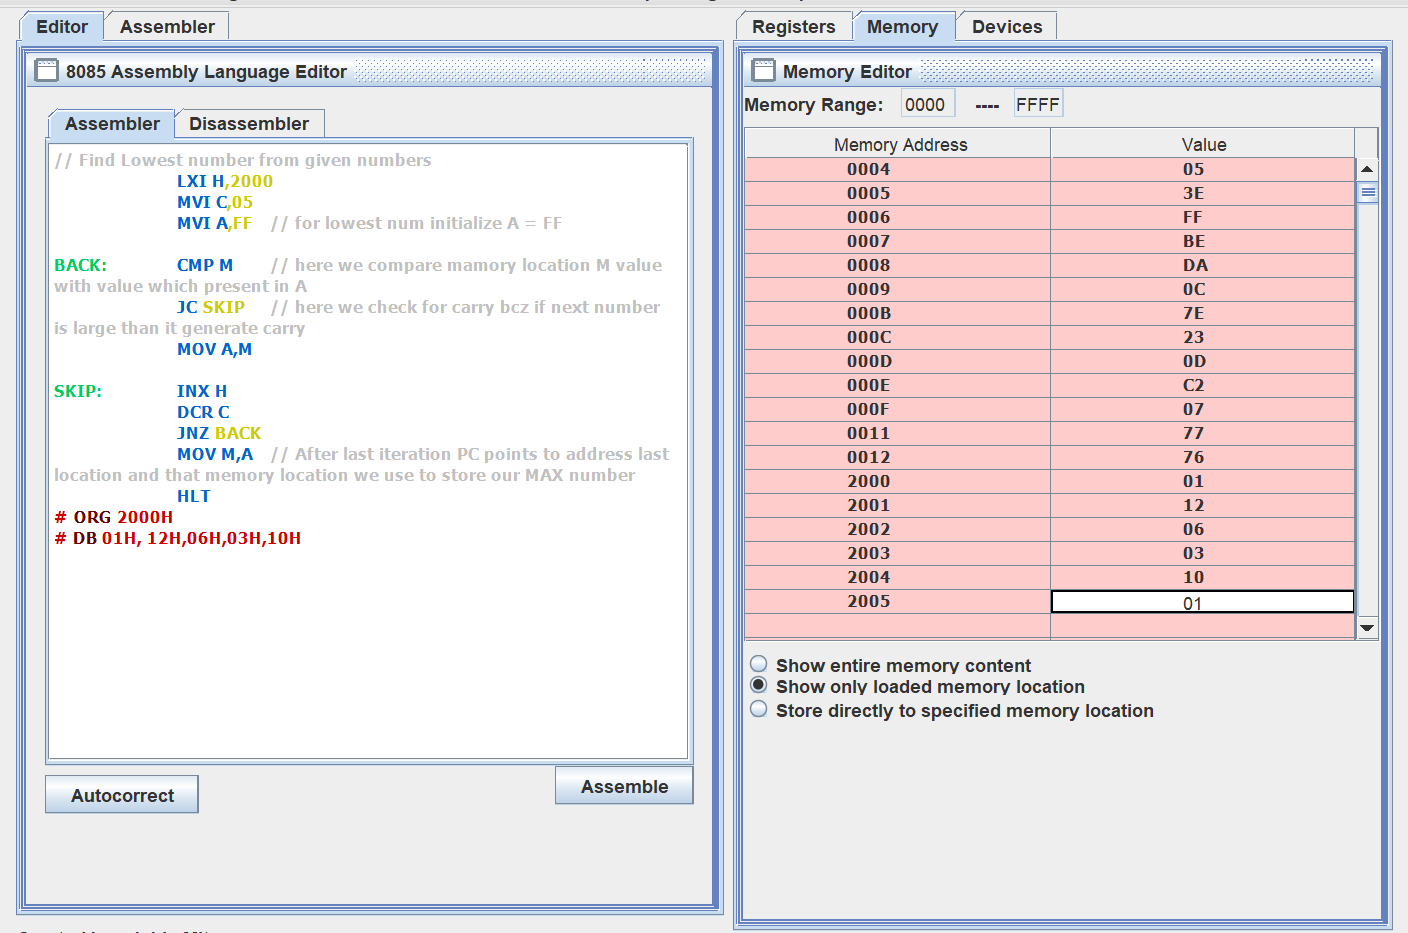 Editor Assembler
8085 Assembly Language Editor
Assembler Disassembler
// Find Lowest number from given numbers
LXI H,2000
MVI C,05
MVI A,FF // for lowest num initialize A = FF
BACK: CMP M // here we compare mamory location M value
with value which present in A
JC SKIP // here we check for carry bcz if next number
is large than it generate carry
MOV A,M
SKIP: INX H
DCR C
JNZ BACK
MOV M,A // After last iteration PC points to address last
location and that memory location we use to store our MAX number
HLT
# ORG 2000H
# DB 01H, 12H,06H,03H,10H
Autocorrect
Assemble
Registers Memory Devices
Memory Editor
Memory Range: 0000 ---- FFFF
Memory Address Value
0004 05
0005 3E
0006 FF
0007 BE
0008 DA
0009 0C
000B 7E
000C 23
000D 0D
000E C2
000F 07
0011 77
0012 76
2000 01
2001 12
2002 06
2003 03
2004 10
2005 01
Show entire memory content
Show only loaded memory location
Store directly to specified memory location